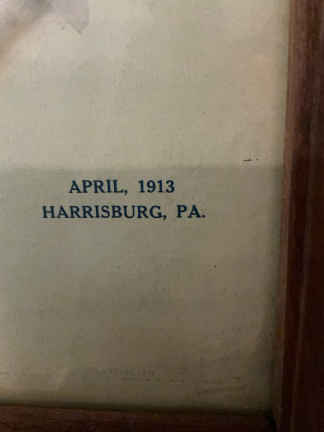 APRIL, 1913
HARRISBURG, PA.